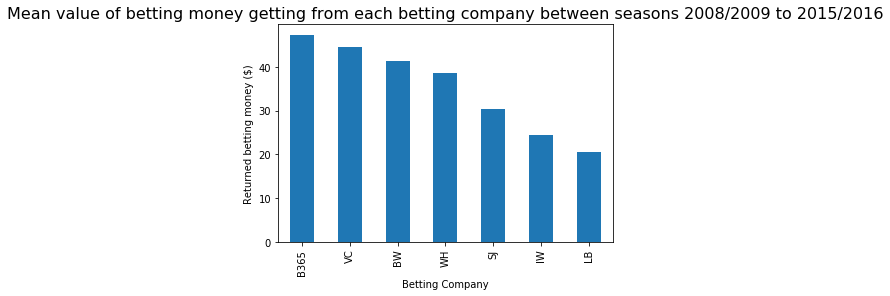 Mean value of betting money getting from each betting company between seasons 2008/2009 to 2015/2016
Returned betting money ($)
40
30
20
10
0
B365
VC
BW
WH
SJ
IW
LB
Betting Company